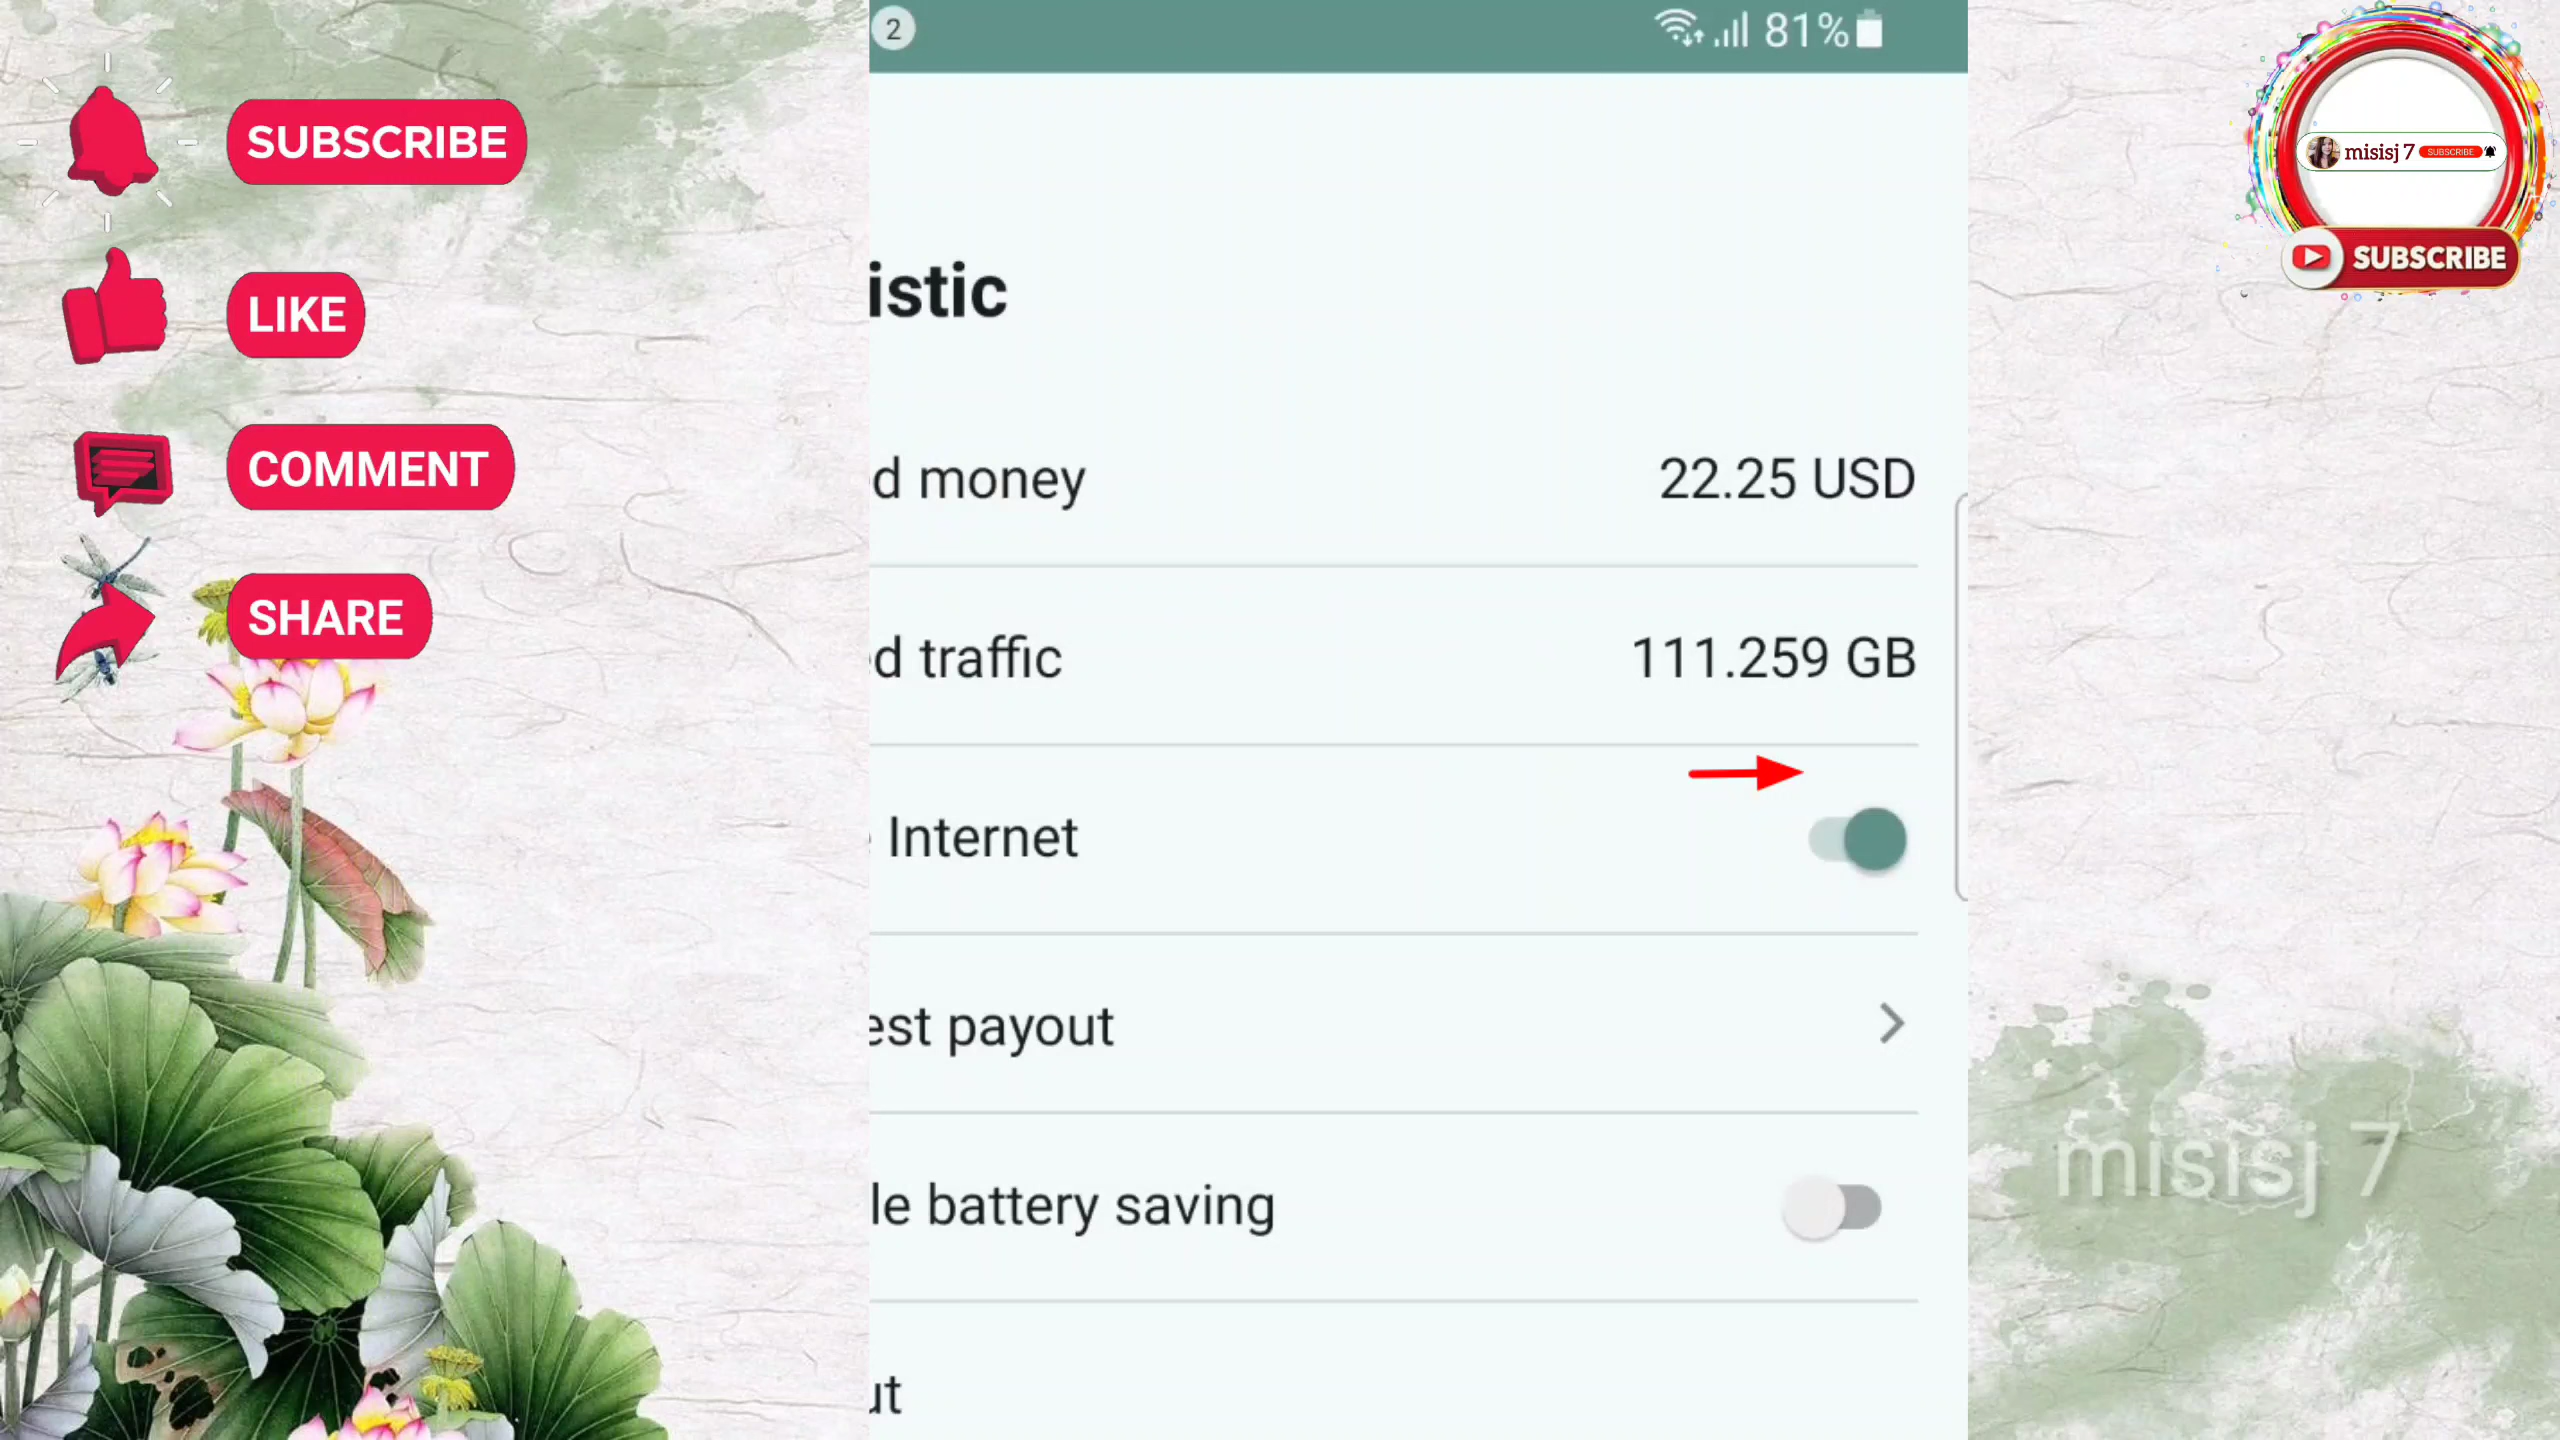 SUBSCRIBE
LIKE
COMMENT
SHARE
2
81%
istic
d money
22.25 USD
d traffic
111.259 GB
Internet
est payout
le battery saving
ut
misisj 7
SUBSCRIBE
SUBSCRIBE
misisj 7